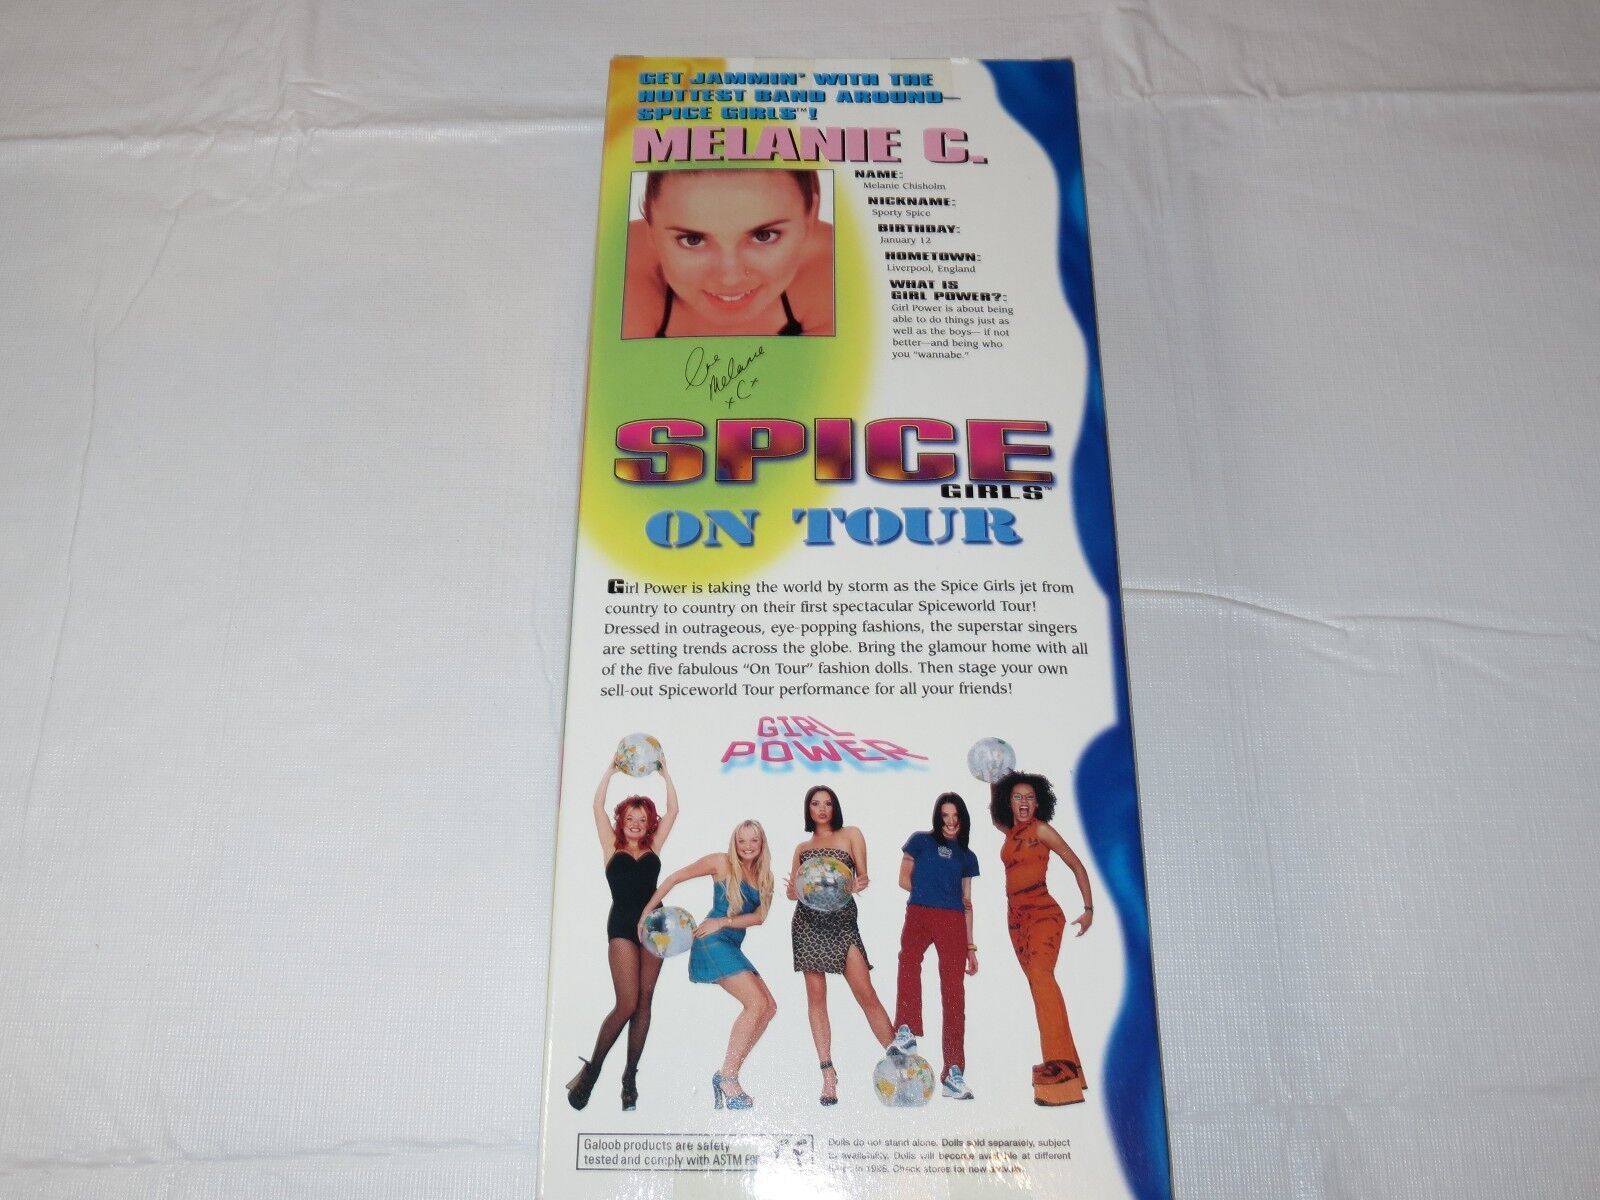 GET JAMMIN' WITH THE
HOTTEST BAND AROUND—
SPICE GIRLS™!
MELANIE C.
NAME:
Melanie Chisholm
NICKNAME:
Sporty Spice
BIRTHDAY:
January 12
HOMETOWN:
Liverpool, England
WHAT IS
GIRL POWER?:
Girl Power is about being
able to do things just as
well as the boys— if not
better—and being who
you “wannabe.”
Love
Melanie
x C x
SPICE
GIRLS™
ON TOUR
Girl Power is taking the world by storm as the Spice Girls jet from
country to country on their first spectacular Spiceworld Tour!
Dressed in outrageous, eye-popping fashions, the superstar singers
are setting trends across the globe. Bring the glamour home with all
of the five fabulous “On Tour” fashion dolls. Then stage your own
sell-out Spiceworld Tour performance for all your friends!
GIRL
POWER
Galoob products are safety
tested and comply with ASTM
Dolls do not stand alone. Dolls sold separately, subject
to availability. Dolls will become available at different
in 1998. Check stores for new